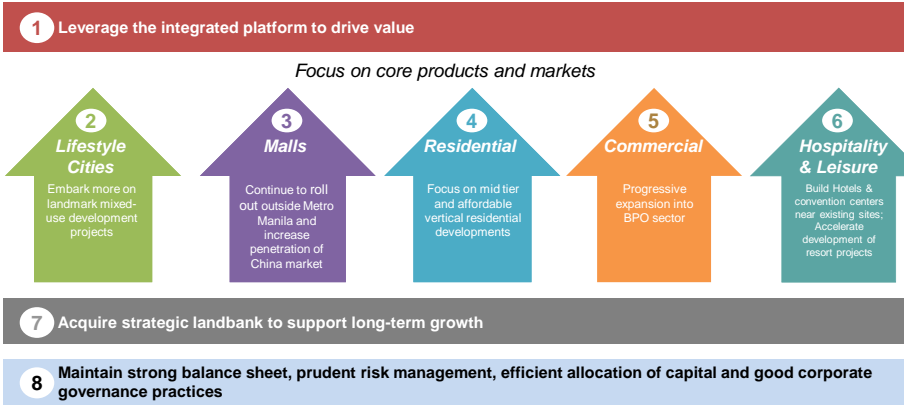 1 Leverage the integrated platform to drive value
Focus on core products and markets
2
Lifestyle
Cities
Embark more on
landmark mixed-
use development
projects
3
Malls
Continue to roll
out outside Metro
Manila and
increase
penetration of
China market
4
Residential
Focus on mid tier
and affordable
vertical residential
developments
5
Commercial
Progressive
expansion into
BPO sector
6
Hospitality
& Leisure
Build Hotels &
convention centers
near existing sites;
Accelerate
development of
resort projects
7 Acquire strategic landbank to support long-term growth
8 Maintain strong balance sheet, prudent risk management, efficient allocation of capital and good corporate
governance practices